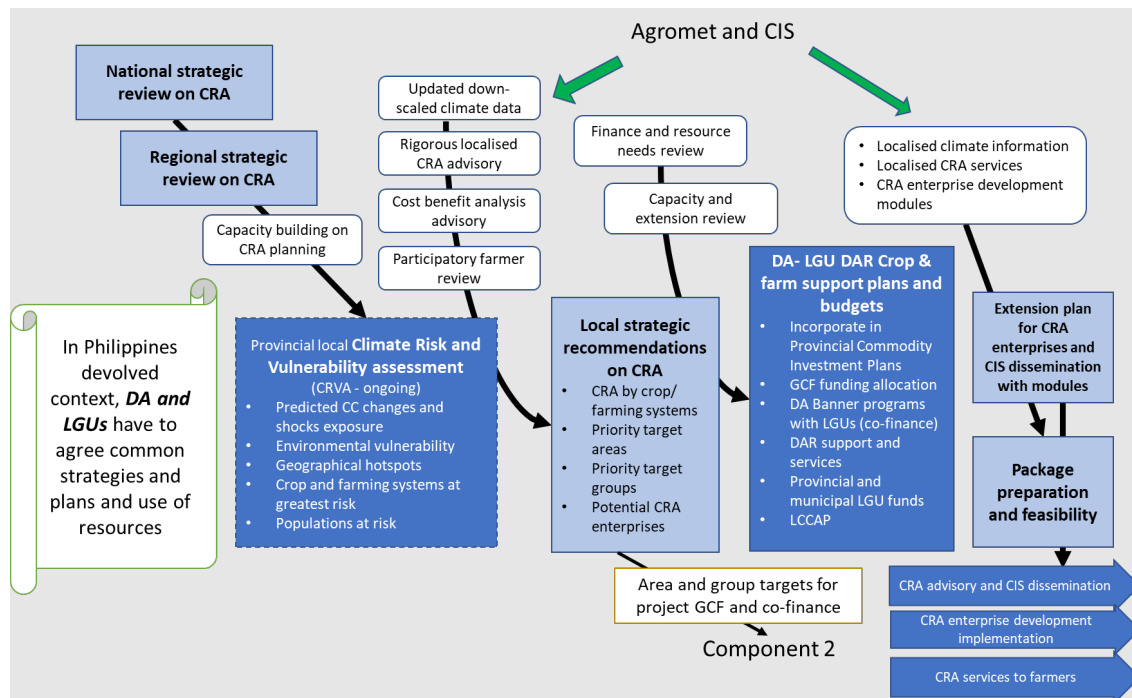 Agromet and CIS
National strategic
review on CRA
Regional strategic
review on CRA
Capacity building on
CRA planning
Updated down-
scaled climate data
Rigorous localised
CRA advisory
Cost benefit analysis
advisory
Participatory farmer
review
Finance and resource
needs review
Capacity and
extension review
• Localised climate information
• Localised CRA services
• CRA enterprise development
modules
In Philippines
devolved
context, DA and
LGUs have to
agree common
strategies and
plans and use of
resources
Provincial local Climate Risk and
Vulnerability assessment
(CRVA - ongoing)
• Predicted CC changes and
shocks exposure
• Environmental vulnerability
• Geographical hotspots
• Crop and farming systems at
greatest risk
• Populations at risk
Local strategic
recommendations
on CRA
• CRA by crop/
farming systems
• Priority target
areas
• Priority target
groups
• Potential CRA
enterprises
DA- LGU DAR Crop &
farm support plans and
budgets
• Incorporate in
Provincial Commodity
Investment Plans
• GCF funding allocation
• DA Banner programs
with LGUs (co-finance)
• DAR support and
services
• Provincial and
municipal LGU funds
• LCCAP
Extension plan
for CRA
enterprises and
CIS dissemination
with modules
Package
preparation
and feasibility
Area and group targets for
project GCF and co-finance
Component 2
CRA advisory and CIS dissemination
CRA enterprise development
implementation
CRA services to farmers